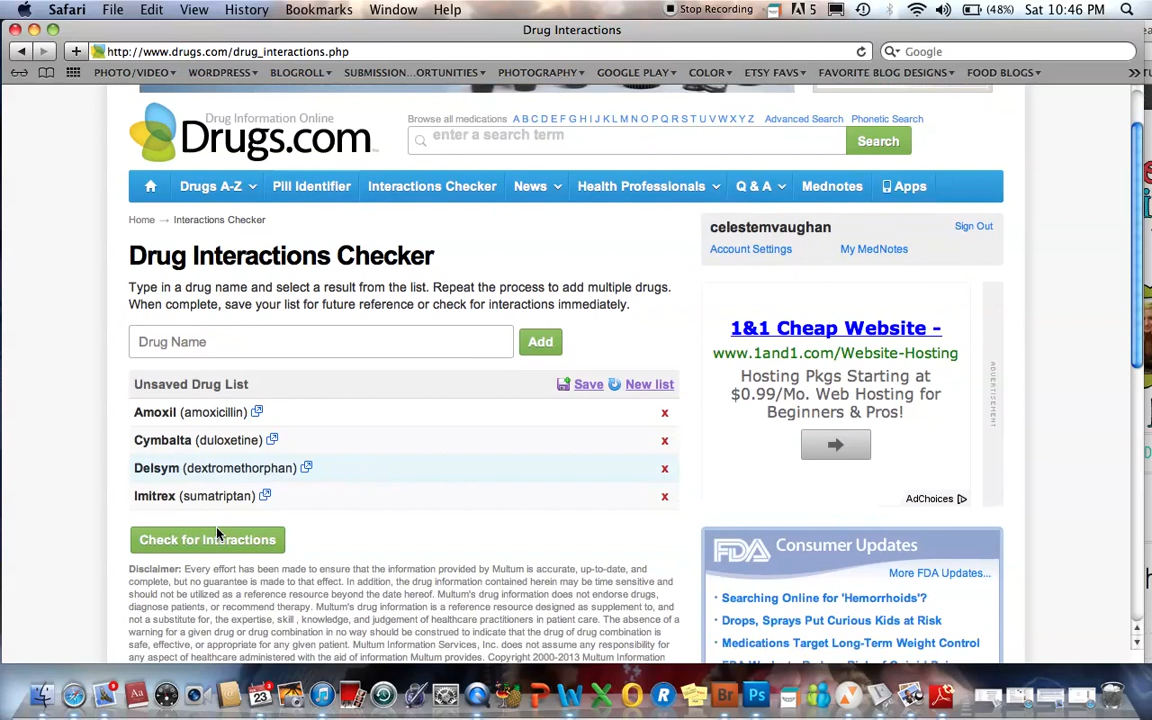 Safari File Edit View History Bookmarks Window Help Stop Recording 5 (48%) Sat 10:46 PM
Drug Interactions
http://www.drugs.com/drug_interactions.php Google
PHOTO/VIDEO WORDPRESS BLOGROLL SUBMISSION...ORTUNITIES PHOTOGRAPHY GOOGLE PLAY COLOR ETSY FAVS FAVORITE BLOG DESIGNS FOOD BLOGS
Drug Information Online
Drugs.com
Browse all medications A B C D E F G H I J K L M N O P Q R S T U V W X Y Z Advanced Search Phonetic Search
enter a search term Search
Drugs A-Z Pill Identifier Interactions Checker News Health Professionals Q & A Mednotes Apps
Home → Interactions Checker
celestemvaughan Sign Out
Account Settings My MedNotes
Drug Interactions Checker
Type in a drug name and select a result from the list. Repeat the process to add multiple drugs.
When complete, save your list for future reference or check for interactions immediately.
Drug Name Add
Unsaved Drug List Save New list
Amoxil (amoxicillin) x
Cymbalta (duloxetine) x
Delsym (dextromethorphan) x
Imitrex (sumatriptan) x
Check for Interactions
Disclaimer: Every effort has been made to ensure that the information provided by Multum is accurate, up-to-date, and
complete, but no guarantee is made to that effect. In addition, the drug information contained herein may be time sensitive and
should not be utilized as a reference resource beyond the date hereof. Multum's drug information does not endorse drugs,
diagnose patients, or recommend therapy. Multum's drug information is a reference resource designed as supplement to, and
not a substitute for, the expertise, skill , knowledge, and judgement of healthcare practitioners in patient care. The absence of a
warning for a given drug or drug combination in no way should be construed to indicate that the drug of drug combination is
safe, effective, or appropriate for any given patient. Multum Information Services, Inc. does not assume any responsibility for
any aspect of healthcare administered with the aid of information Multum provides. Copyright 2000-2013 Multum Information
1&1 Cheap Website -
www.1and1.com/Website-Hosting
Hosting Pkgs Starting at
$0.99/Mo. Web Hosting for
Beginners & Pros!
ADVERTISEMENT
AdChoices
FDA Consumer Updates
More FDA Updates...
Searching Online for 'Hemorrhoids'?
Drops, Sprays Put Curious Kids at Risk
Medications Target Long-Term Weight Control
23